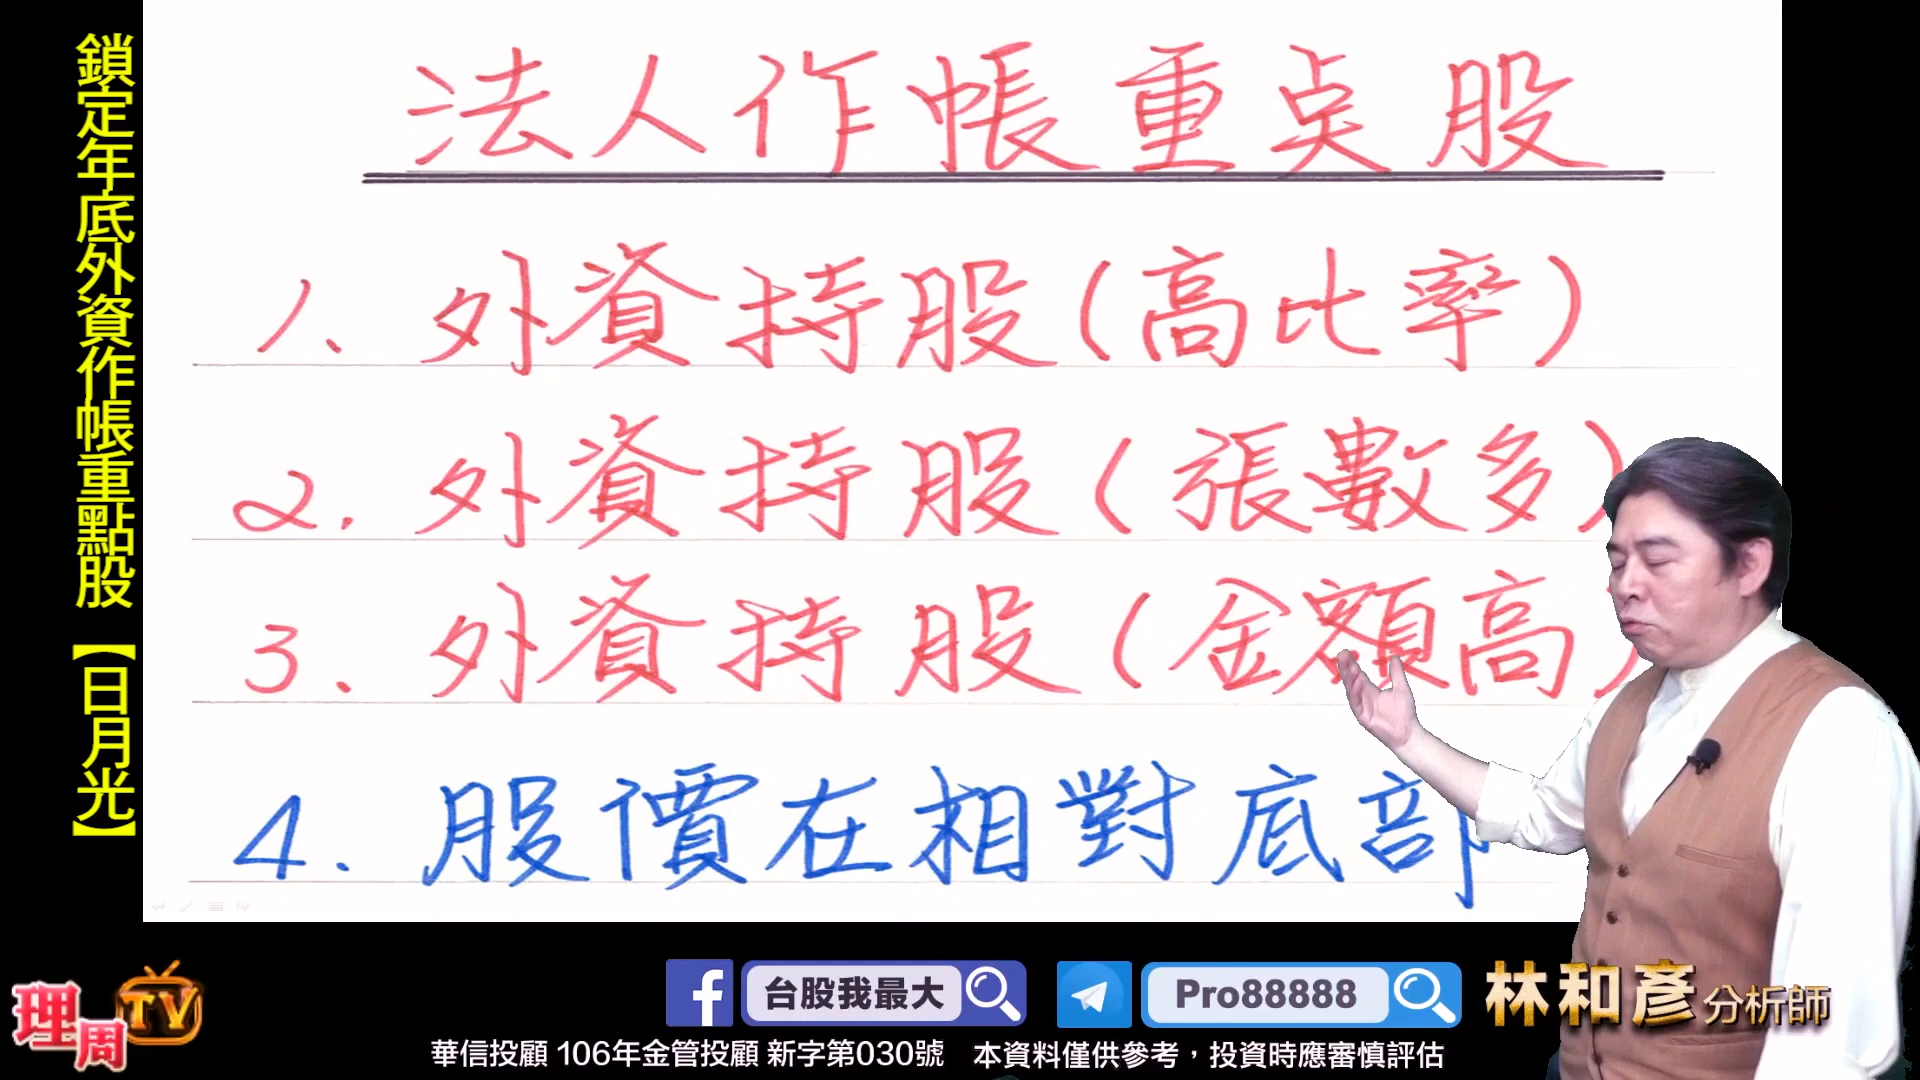 鎖定年底外資作帳重點股【日月光】
法人作帳重点股
1. 外資持股(高比率)
2. 外資持股(張數多)
3. 外資持股(金額高)
4. 股價在相對底部
理周TV
台股我最大
Pro88888
林和彥分析師
華信投顧 106年金管投顧 新字第030號 本資料僅供參考,投資時應審慎評估